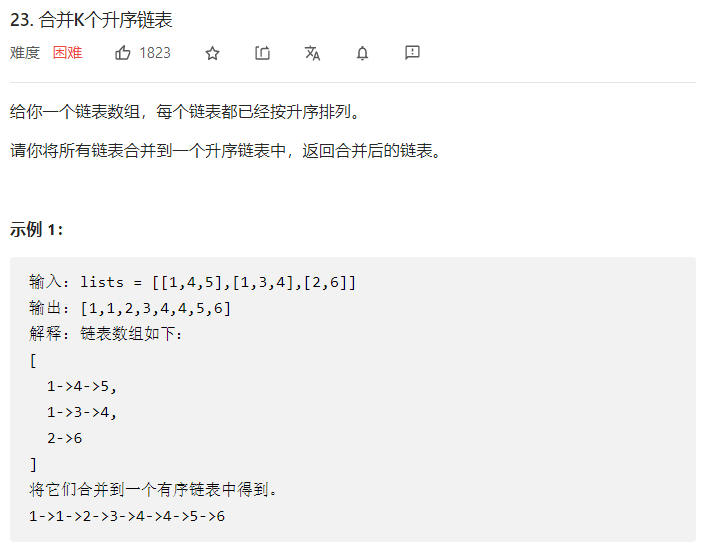 23. 合并K个升序链表
难度 困难 1823
给你一个链表数组，每个链表都已经按升序排列。
请你将所有链表合并到一个升序链表中，返回合并后的链表。
示例 1：
输入：lists = [[1,4,5],[1,3,4],[2,6]]
输出：[1,1,2,3,4,4,5,6]
解释：链表数组如下：
[
  1->4->5,
  1->3->4,
  2->6
]
将它们合并到一个有序链表中得到。
1->1->2->3->4->4->5->6